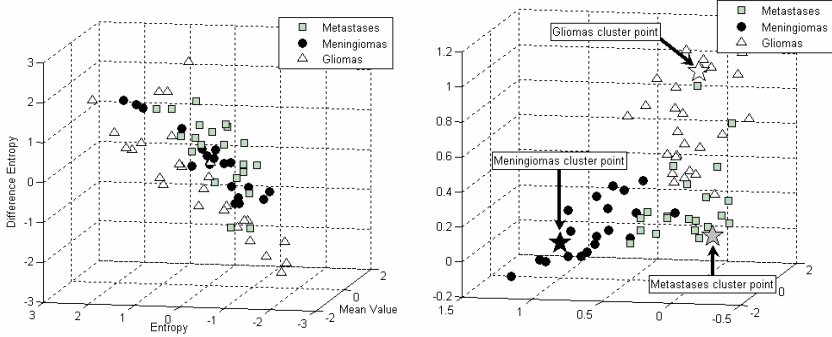 Metastases
Meningiomas
Gliomas
3
2
1
0
-1
-2
-3
Difference Entropy
3
2
1
0
-1
-2
-3
Entropy
2
0
-2
Mean Value
Metastases
Meningiomas
Gliomas
Gliomas cluster point
Meningiomas cluster point
Metastases cluster point
1.2
1
0.8
0.6
0.4
0.2
0
-0.2
1.5
1
0.5
0
-0.5
2
0
-2